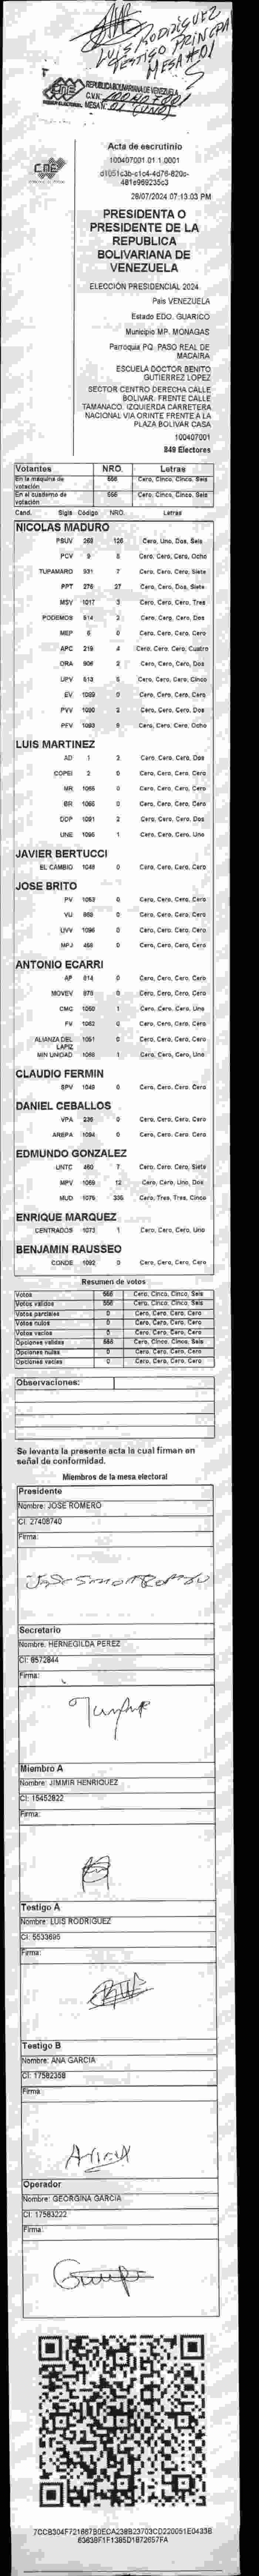 LUIS RODRIGUEZ
TESTIGO PRINCIPAL
MESA #01
CNE
REPUBLICA BOLIVARIANA DE VENEZUELA
C.V.N.
MESA N.
CNE
Acta de escrutinio
100407001.01.1.0001
28/07/2024 07:13:03 PM
PRESIDENTA O
PRESIDENTE DE LA
REPUBLICA
BOLIVARIANA DE
VENEZUELA
ELECCIÓN PRESIDENCIAL 2024
Pais VENEZUELA
Estado EDO. GUARICO
Municipio MP. MONAGAS
Parroquia PQ. PASO REAL DE
MACAIRA
ESCUELA DOCTOR BENITO
GUTIERREZ LOPEZ
SECTOR CENTRO DERECHA CALLE
BOLIVAR. FRENTE CALLE
TAMANACO. IZQUIERDA CARRETERA
NACIONAL VIA ORINTE FRENTE A LA
PLAZA BOLIVAR CASA
100407001
849 Electores
Votantes NRO. Letras
En la máquina de votación 556 Cero, Cinco, Cinco, Seis
En el cuaderno de votación 556 Cero, Cinco, Cinco, Seis
Cand. Sigla Código NRO. Letras
NICOLAS MADURO
PSUV 268 126 Cero, Uno, Dos, Seis
PCV 9 8 Cero, Cero, Cero, Ocho
TUPAMARO 931 7 Cero, Cero, Cero, Siete
PPT 276 27 Cero, Cero, Dos, Siete
MSV 1017 3 Cero, Cero, Cero, Tres
PODEMOS 514 2 Cero, Cero, Cero, Dos
MEP 6 0 Cero, Cero, Cero, Cero
APC 219 4 Cero, Cero, Cero, Cuatro
ORA 906 2 Cero, Cero, Cero, Dos
UPV 513 5 Cero, Cero, Cero, Cinco
EV 1089 0 Cero, Cero, Cero, Cero
PVV 1090 2 Cero, Cero, Cero, Dos
PFV 1093 8 Cero, Cero, Cero, Ocho
LUIS MARTINEZ
AD 1 2 Cero, Cero, Cero, Dos
COPEI 2 0 Cero, Cero, Cero, Cero
MR 1065 0 Cero, Cero, Cero, Cero
BR 1066 0 Cero, Cero, Cero, Cero
DDP 1091 2 Cero, Cero, Cero, Dos
UNE 1095 1 Cero, Cero, Cero, Uno
JAVIER BERTUCCI
EL CAMBIO 1048 0 Cero, Cero, Cero, Cero
JOSE BRITO
PV 1053 0 Cero, Cero, Cero, Cero
VU 868 0 Cero, Cero, Cero, Cero
UVV 1096 0 Cero, Cero, Cero, Cero
MPJ 458 0 Cero, Cero, Cero, Cero
ANTONIO ECARRI
AP 814 0 Cero, Cero, Cero, Cero
MOVEV 978 0 Cero, Cero, Cero, Cero
CMC 1050 1 Cero, Cero, Cero, Uno
FV 1062 0 Cero, Cero, Cero, Cero
ALIANZA DEL LAPIZ 1051 0 Cero, Cero, Cero, Cero
MIN UNIDAD 1068 1 Cero, Cero, Cero, Uno
CLAUDIO FERMIN
SPV 1049 0 Cero, Cero, Cero, Cero
DANIEL CEBALLOS
VPA 236 0 Cero, Cero, Cero, Cero
AREPA 1094 0 Cero, Cero, Cero, Cero
EDMUNDO GONZALEZ
UNTC 460 7 Cero, Cero, Cero, Siete
MPV 1069 12 Cero, Cero, Uno, Dos
MUD 1075 335 Cero, Tres, Tres, Cinco
ENRIQUE MARQUEZ
CENTRADOS 1073 1 Cero, Cero, Cero, Uno
BENJAMIN RAUSSEO
CONDE 1092 0 Cero, Cero, Cero, Cero
Resumen de votos
Votos 556 Cero, Cinco, Cinco, Seis
Votos validos 556 Cero, Cinco, Cinco, Seis
Votos parciales 0 Cero, Cero, Cero, Cero
Votos nulos 0 Cero, Cero, Cero, Cero
Votos vacios 0 Cero, Cero, Cero, Cero
Opciones validas 556 Cero, Cinco, Cinco, Seis
Opciones nulas 0 Cero, Cero, Cero, Cero
Opciones vacias 0 Cero, Cero, Cero, Cero
Observaciones:
Se levanta la presente acta la cual firman en
señal de conformidad.
Miembros de la mesa electoral
Presidente
Nombre: JOSE ROMERO
CI: 27408740
Firma:
Secretario
Nombre: HERNEGILDA PEREZ
CI: 8572844
Firma:
Miembro A
Nombre: JIMMIR HENRIQUEZ
CI: 15452822
Firma:
Testigo A
Nombre: LUIS RODRIGUEZ
CI: 5533695
Firma:
Testigo B
Nombre: ANA GARCIA
CI: 17582358
Firma:
Operador
Nombre: GEORGINA GARCIA
CI: 17583222
Firma: